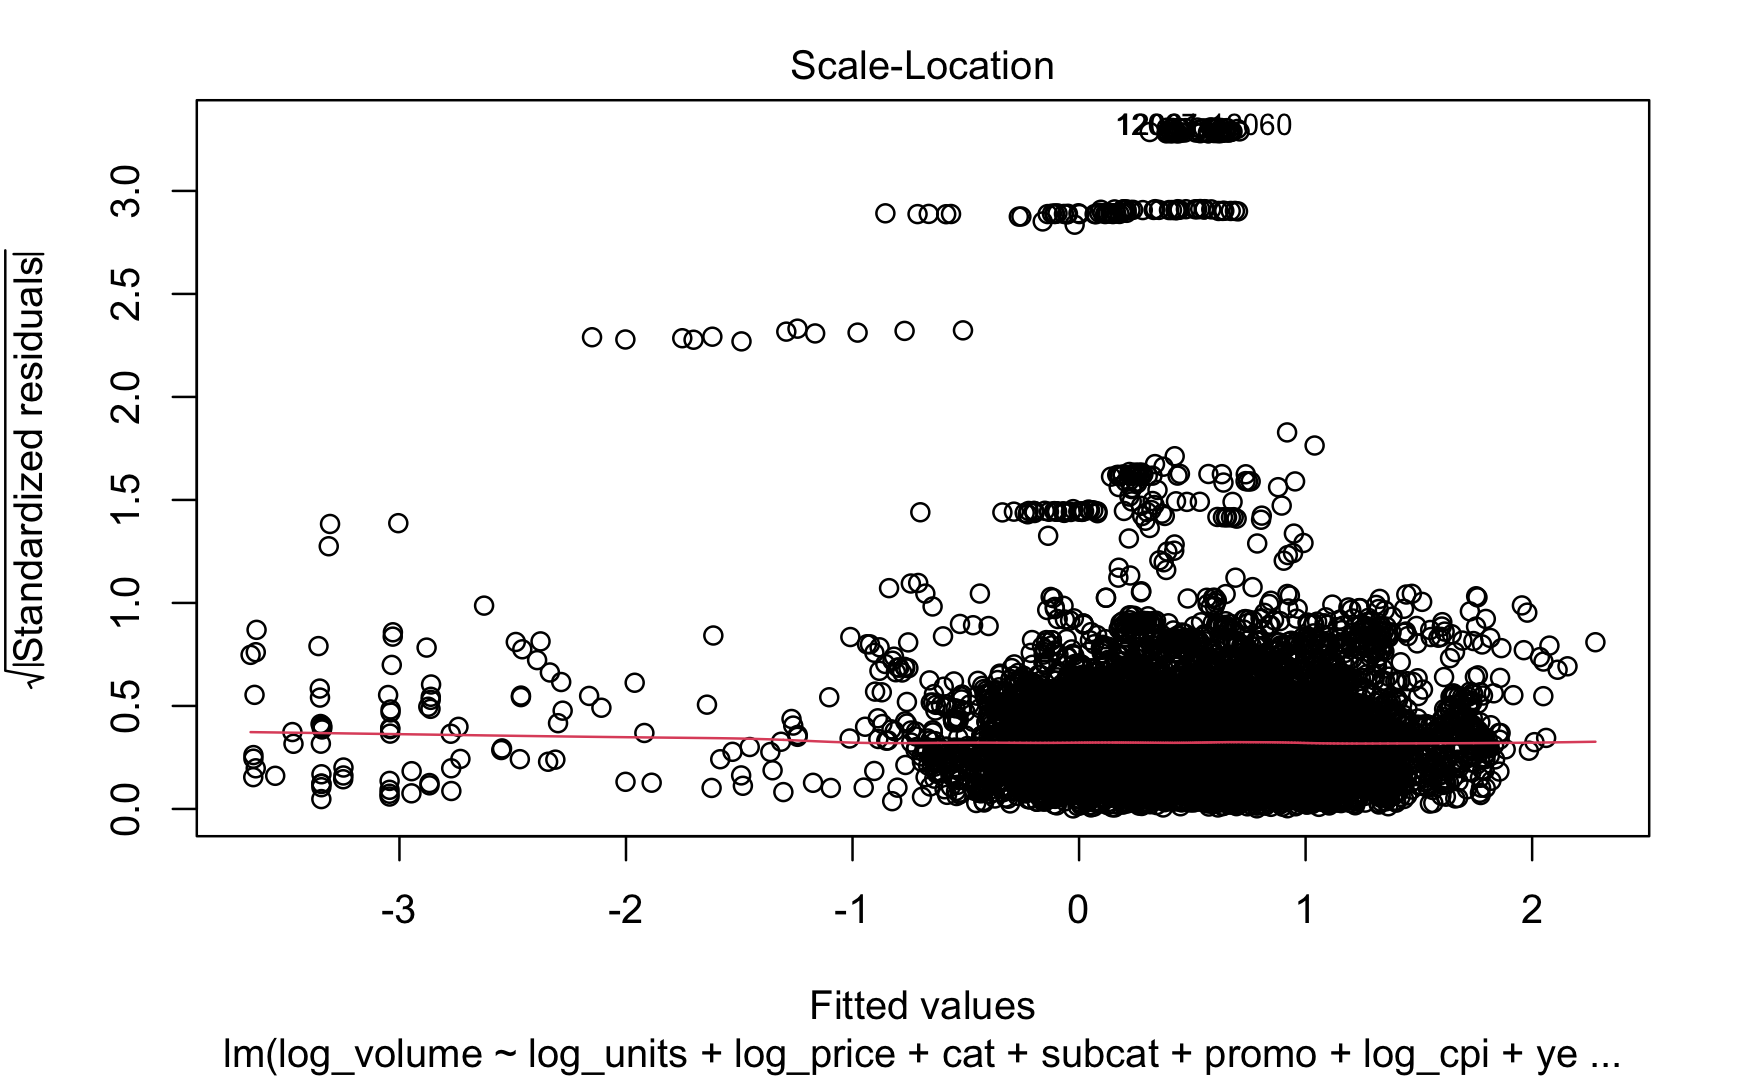 Scale-Location
√|Standardized residuals|
3.0
2.5
2.0
1.5
1.0
0.5
0.0
-3 -2 -1 0 1 2
Fitted values
lm(log_volume ~ log_units + log_price + cat + subcat + promo + log_cpi + ye ...